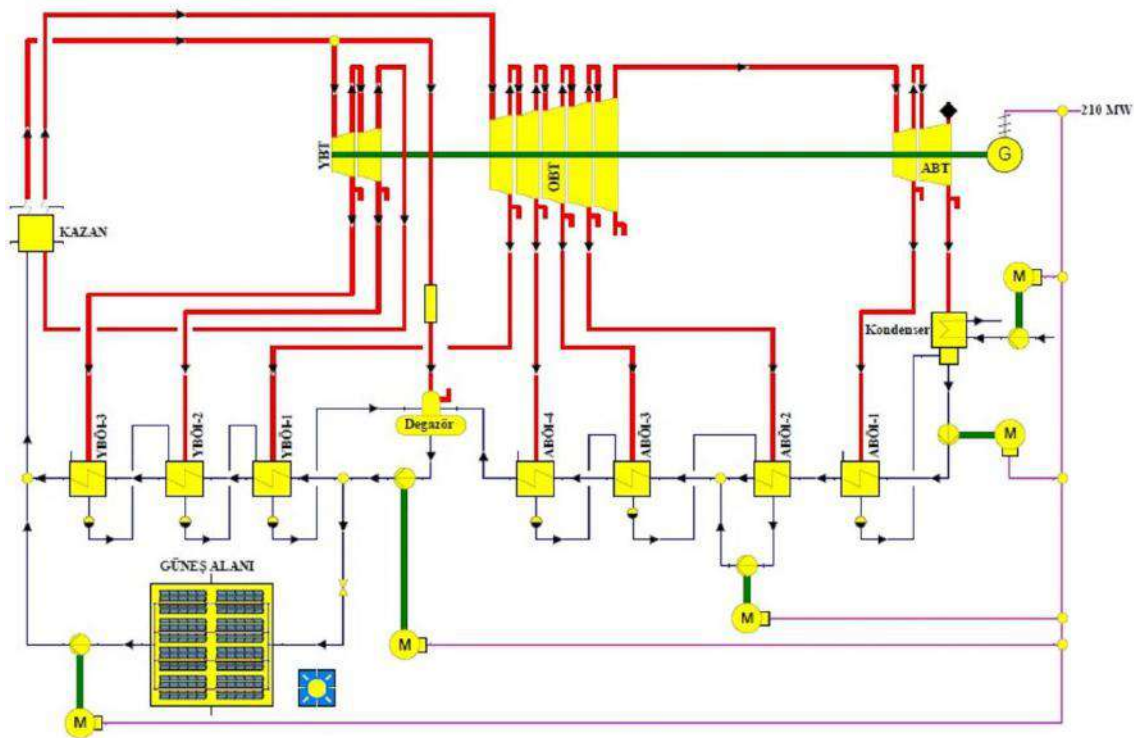 210 MW
YBT
OBT
ABT
G
KAZAN
M
Kondenser
YBÖI-3
YBÖI-2
YBÖI-1
Degazör
ABÖI-4
ABÖI-3
ABÖI-2
ABÖI-1
M
GÜNEŞ ALANI
M
M
M